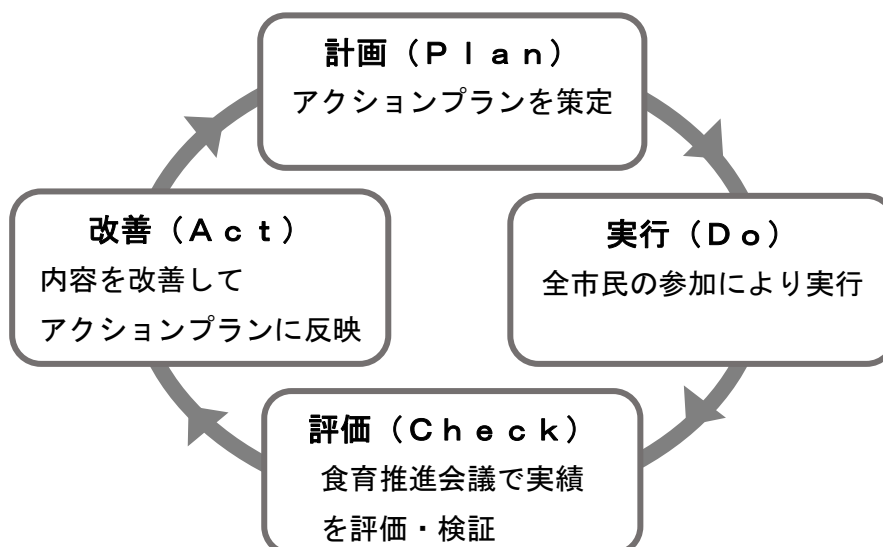 計画（Ｐｌａｎ）
アクションプランを策定
実行（Ｄｏ）
全市民の参加により実行
評価（Ｃｈｅｃｋ）
食育推進会議で実績
を評価・検証
改善（Ａｃｔ）
内容を改善して
アクションプランに反映